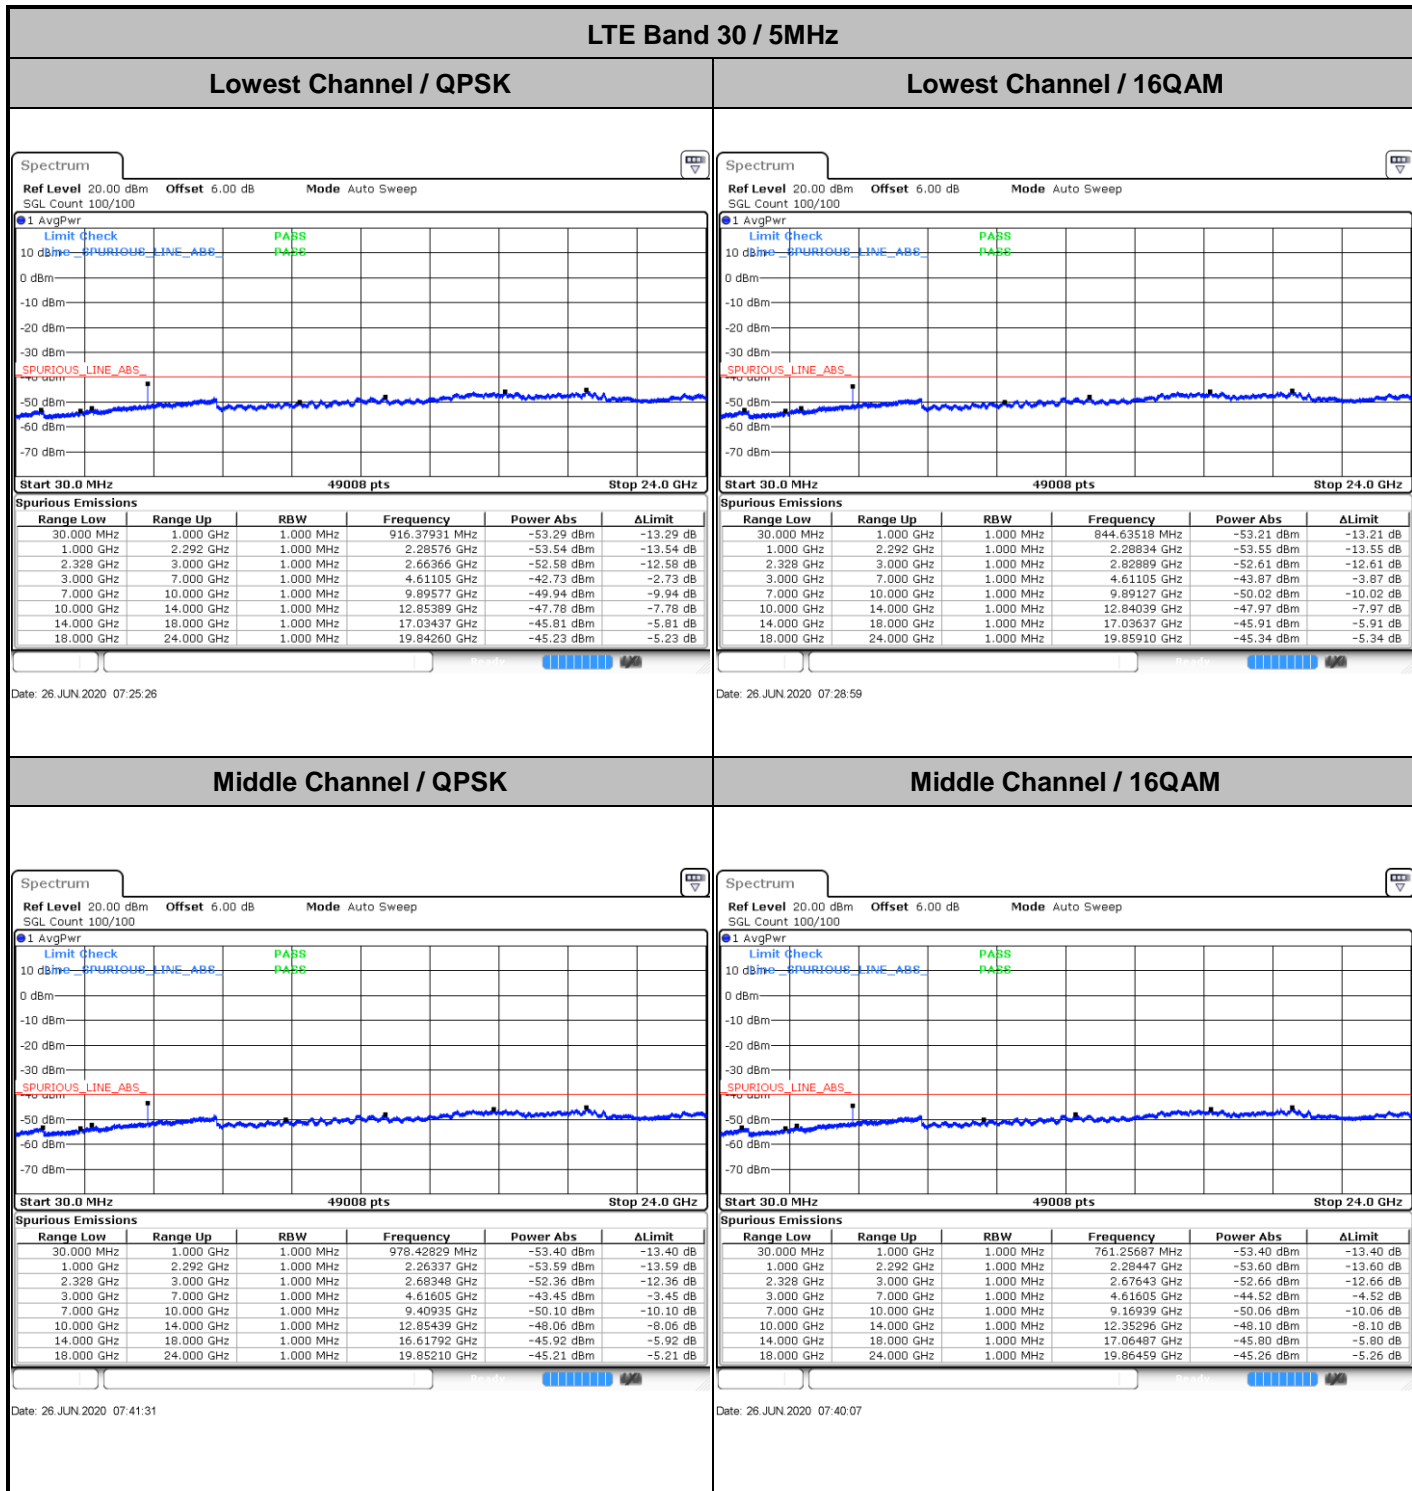 LTE Band 30 / 5MHz
Lowest Channel / QPSK
Lowest Channel / 16QAM
Spectrum
Ref Level 20.00 dBm Offset 6.00 dB Mode Auto Sweep
SGL Count 100/100
1 AvgPwr
Limit Check PASS
Line _SPURIOUS_LINE_ABS_ PASS
10 dBm
0 dBm
-10 dBm
-20 dBm
-30 dBm
_SPURIOUS_LINE_ABS_
-40 dBm
-50 dBm
-60 dBm
-70 dBm
Start 30.0 MHz 49008 pts Stop 24.0 GHz
Spurious Emissions
Range Low Range Up RBW Frequency Power Abs ΔLimit
30.000 MHz 1.000 GHz 1.000 MHz 916.37931 MHz -53.29 dBm -13.29 dB
1.000 GHz 2.292 GHz 1.000 MHz 2.28576 GHz -53.54 dBm -13.54 dB
2.328 GHz 3.000 GHz 1.000 MHz 2.66366 GHz -52.58 dBm -12.58 dB
3.000 GHz 7.000 GHz 1.000 MHz 4.61105 GHz -42.73 dBm -2.73 dB
7.000 GHz 10.000 GHz 1.000 MHz 9.89577 GHz -49.94 dBm -9.94 dB
10.000 GHz 14.000 GHz 1.000 MHz 12.85389 GHz -47.78 dBm -7.78 dB
14.000 GHz 18.000 GHz 1.000 MHz 17.03437 GHz -45.81 dBm -5.81 dB
18.000 GHz 24.000 GHz 1.000 MHz 19.84260 GHz -45.23 dBm -5.23 dB
Ready
Date: 26.JUN.2020 07:25:26
Spectrum
Ref Level 20.00 dBm Offset 6.00 dB Mode Auto Sweep
SGL Count 100/100
1 AvgPwr
Limit Check PASS
Line _SPURIOUS_LINE_ABS_ PASS
10 dBm
0 dBm
-10 dBm
-20 dBm
-30 dBm
_SPURIOUS_LINE_ABS_
-40 dBm
-50 dBm
-60 dBm
-70 dBm
Start 30.0 MHz 49008 pts Stop 24.0 GHz
Spurious Emissions
Range Low Range Up RBW Frequency Power Abs ΔLimit
30.000 MHz 1.000 GHz 1.000 MHz 844.63518 MHz -53.21 dBm -13.21 dB
1.000 GHz 2.292 GHz 1.000 MHz 2.28834 GHz -53.55 dBm -13.55 dB
2.328 GHz 3.000 GHz 1.000 MHz 2.82889 GHz -52.61 dBm -12.61 dB
3.000 GHz 7.000 GHz 1.000 MHz 4.61105 GHz -43.87 dBm -3.87 dB
7.000 GHz 10.000 GHz 1.000 MHz 9.89127 GHz -50.02 dBm -10.02 dB
10.000 GHz 14.000 GHz 1.000 MHz 12.84039 GHz -47.97 dBm -7.97 dB
14.000 GHz 18.000 GHz 1.000 MHz 17.03637 GHz -45.91 dBm -5.91 dB
18.000 GHz 24.000 GHz 1.000 MHz 19.85910 GHz -45.34 dBm -5.34 dB
Ready
Date: 26.JUN.2020 07:28:59
Middle Channel / QPSK
Middle Channel / 16QAM
Spectrum
Ref Level 20.00 dBm Offset 6.00 dB Mode Auto Sweep
SGL Count 100/100
1 AvgPwr
Limit Check PASS
Line _SPURIOUS_LINE_ABS_ PASS
10 dBm
0 dBm
-10 dBm
-20 dBm
-30 dBm
_SPURIOUS_LINE_ABS_
-40 dBm
-50 dBm
-60 dBm
-70 dBm
Start 30.0 MHz 49008 pts Stop 24.0 GHz
Spurious Emissions
Range Low Range Up RBW Frequency Power Abs ΔLimit
30.000 MHz 1.000 GHz 1.000 MHz 978.42829 MHz -53.40 dBm -13.40 dB
1.000 GHz 2.292 GHz 1.000 MHz 2.26337 GHz -53.59 dBm -13.59 dB
2.328 GHz 3.000 GHz 1.000 MHz 2.68348 GHz -52.36 dBm -12.36 dB
3.000 GHz 7.000 GHz 1.000 MHz 4.61605 GHz -43.45 dBm -3.45 dB
7.000 GHz 10.000 GHz 1.000 MHz 9.40935 GHz -50.10 dBm -10.10 dB
10.000 GHz 14.000 GHz 1.000 MHz 12.85439 GHz -48.06 dBm -8.06 dB
14.000 GHz 18.000 GHz 1.000 MHz 16.61792 GHz -45.92 dBm -5.92 dB
18.000 GHz 24.000 GHz 1.000 MHz 19.85210 GHz -45.21 dBm -5.21 dB
Ready
Date: 26.JUN.2020 07:41:31
Spectrum
Ref Level 20.00 dBm Offset 6.00 dB Mode Auto Sweep
SGL Count 100/100
1 AvgPwr
Limit Check PASS
Line _SPURIOUS_LINE_ABS_ PASS
10 dBm
0 dBm
-10 dBm
-20 dBm
-30 dBm
_SPURIOUS_LINE_ABS_
-40 dBm
-50 dBm
-60 dBm
-70 dBm
Start 30.0 MHz 49008 pts Stop 24.0 GHz
Spurious Emissions
Range Low Range Up RBW Frequency Power Abs ΔLimit
30.000 MHz 1.000 GHz 1.000 MHz 761.25687 MHz -53.40 dBm -13.40 dB
1.000 GHz 2.292 GHz 1.000 MHz 2.28447 GHz -53.60 dBm -13.60 dB
2.328 GHz 3.000 GHz 1.000 MHz 2.67643 GHz -52.66 dBm -12.66 dB
3.000 GHz 7.000 GHz 1.000 MHz 4.61605 GHz -44.52 dBm -4.52 dB
7.000 GHz 10.000 GHz 1.000 MHz 9.16939 GHz -50.06 dBm -10.06 dB
10.000 GHz 14.000 GHz 1.000 MHz 12.35296 GHz -48.10 dBm -8.10 dB
14.000 GHz 18.000 GHz 1.000 MHz 17.06487 GHz -45.80 dBm -5.80 dB
18.000 GHz 24.000 GHz 1.000 MHz 19.86459 GHz -45.26 dBm -5.26 dB
Ready
Date: 26.JUN.2020 07:40:07